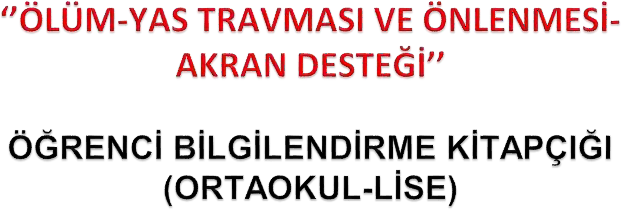 ‘’ÖLÜM-YAS TRAVMASI VE ÖNLENMESİ-
AKRAN DESTEĞİ’’
ÖĞRENCİ BİLGİLENDİRME KİTAPÇIĞI
(ORTAOKUL-LİSE)